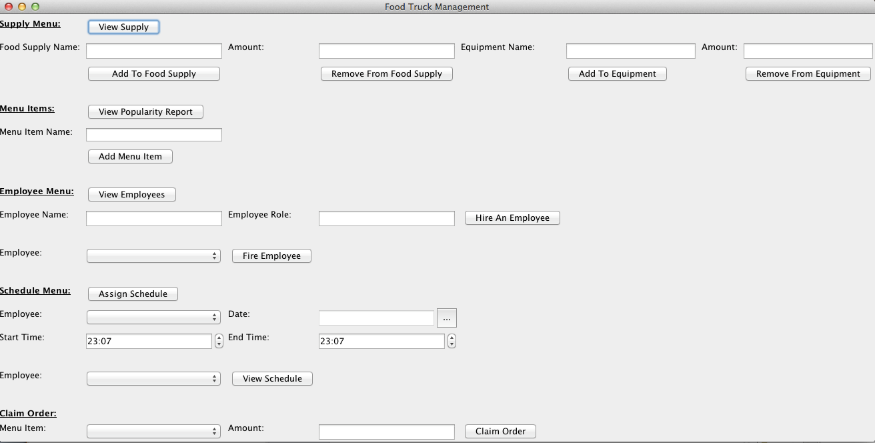 Food Truck Management
Supply Menu: View Supply
Food Supply Name: Amount: Equipment Name: Amount:
Add To Food Supply Remove From Food Supply Add To Equipment Remove From Equipment
Menu Items: View Popularity Report
Menu Item Name:
Add Menu Item
Employee Menu: View Employees
Employee Name: Employee Role: Hire An Employee
Employee: Fire Employee
Schedule Menu: Assign Schedule
Employee: Date: ...
Start Time: 23:07 End Time: 23:07
Employee: View Schedule
Claim Order:
Menu Item: Amount: Claim Order